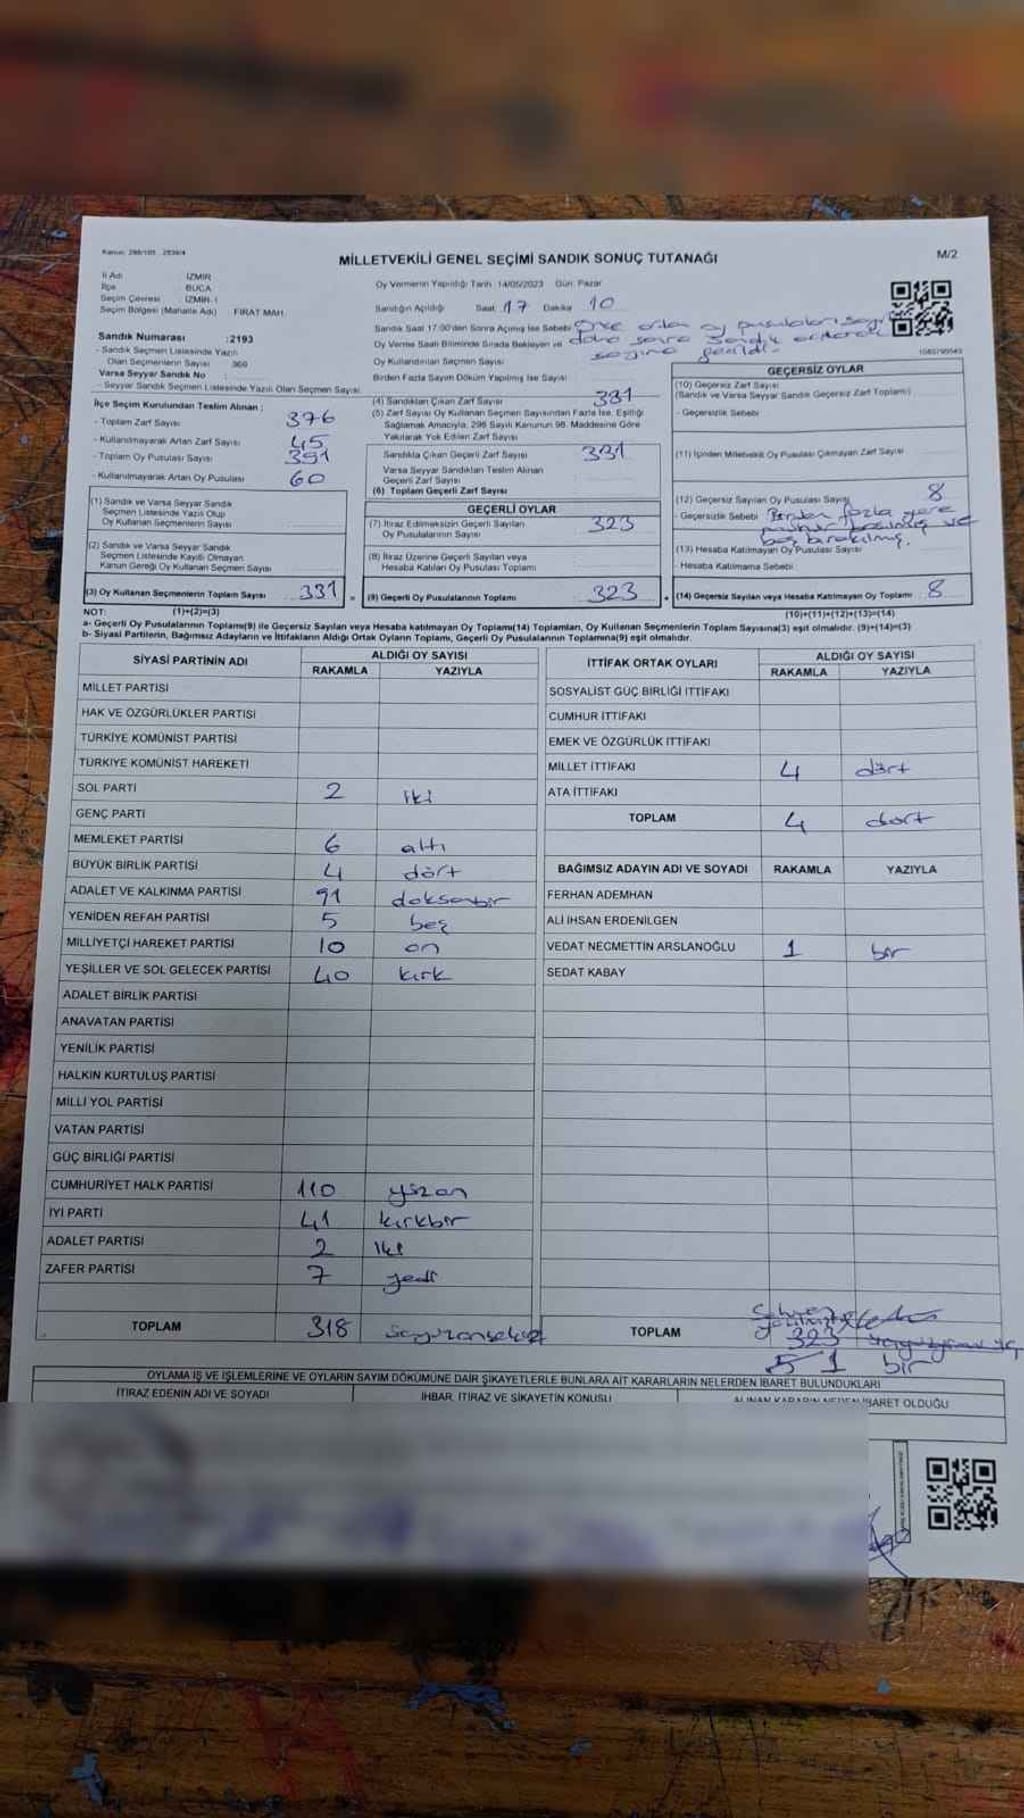 Kanun: 298/105
MİLLETVEKİLİ GENEL SEÇİMİ SANDIK SONUÇ TUTANAĞI
M/2
İl Adı İZMİR
İlçe BUCA
Seçim Çevresi İZMİR-1
Seçim Bölgesi (Mahalle Adı) FIRAT MAH.
Oy Vermenin Yapıldığı Tarih: 14/05/2023 Gün: Pazar
Sandığın Açıldığı Saat: 17 Dakika 10
Sandık Saat 17.00'den Sonra Açılmış İse Sebebi Önce artan oy pusulaları sayıldı
Oy Verme Saati Bitiminde Sırada Bekleyen ve daha sonra sandık açılarak
Oy Kullandırılan Seçmen Sayısı sayıma geçildi.
Birden Fazla Sayım Döküm Yapılmış İse Sayısı
Sandık Numarası :2193
- Sandık Seçmen Listesinde Yazılı
Olan Seçmenlerin Sayısı 360
Varsa Seyyar Sandık No :
- Seyyar Sandık Seçmen Listesinde Yazılı Olan Seçmen Sayısı
İlçe Seçim Kurulundan Teslim Alınan :
- Toplam Zarf Sayısı 376
- Kullanılmayarak Artan Zarf Sayısı 45
- Toplam Oy Pusulası Sayısı 391
- Kullanılmayarak Artan Oy Pusulası 60
(1) Sandık ve Varsa Seyyar Sandık
Seçmen Listesinde Yazılı Olup
Oy Kullanan Seçmenlerin Sayısı
(2) Sandık ve Varsa Seyyar Sandık
Seçmen Listesinde Kayıtlı Olmayan
Kanun Gereği Oy Kullanan Seçmen Sayısı
(3) Oy Kullanan Seçmenlerin Toplam Sayısı 331 =
(4) Sandıktan Çıkan Zarf Sayısı 331
(5) Zarf Sayısı Oy Kullanan Seçmen Sayısından Fazla İse, Eşitliği
Sağlamak Amacıyla, 298 Sayılı Kanunun 98. Maddesine Göre
Yakılarak Yok Edilen Zarf Sayısı
Sandıkta Çıkan Geçerli Zarf Sayısı 331
Varsa Seyyar Sandıktan Teslim Alınan
Geçerli Zarf Sayısı
(6) Toplam Geçerli Zarf Sayısı
GEÇERLİ OYLAR
(7) İtiraz Edilmeksizin Geçerli Sayılan
Oy Pusulalarının Sayısı 323
(8) İtiraz Üzerine Geçerli Sayılan veya
Hesaba Katılan Oy Pusulası Toplamı
(9) Geçerli Oy Pusulalarının Toplamı 323 +
GEÇERSİZ OYLAR
(10) Geçersiz Zarf Sayısı
(Sandık ve Varsa Seyyar Sandık Geçersiz Zarf Toplamı)
- Geçersizlik Sebebi
(11) İçinden Milletvekili Oy Pusulası Çıkmayan Zarf Sayısı
(12) Geçersiz Sayılan Oy Pusulası Sayısı 8
- Geçersizlik Sebebi Birden fazla yere
mühür basılmış ve
boş bırakılmış.
(13) Hesaba Katılmayan Oy Pusulası Sayısı
- Hesaba Katılmama Sebebi
(14) Geçersiz Sayılan veya Hesaba Katılmayan Oy Toplamı 8
NOT: (1)+(2)=(3)
(10)+(11)+(12)+(13)=(14)
a- Geçerli Oy Pusulasının Toplamı(9) ile Geçersiz Sayılan veya Hesaba katılmayan Oy Toplamı(14) Toplamları, Oy Kullanan Seçmenlerin Toplam Sayısına(3) eşit olmalıdır. (9)+(14)=(3)
b- Siyasi Partilerin, Bağımsız Adayların ve İttifakların Aldığı Ortak Oyların Toplamı, Geçerli Oy Pusulalarının Toplamına(9) eşit olmalıdır.
SİYASİ PARTİNİN ADI ALDIĞI OY SAYISI
RAKAMLA YAZIYLA
MİLLET PARTİSİ
HAK VE ÖZGÜRLÜKLER PARTİSİ
TÜRKİYE KOMÜNİST PARTİSİ
TÜRKİYE KOMÜNİST HAREKETİ
SOL PARTİ 2 iki
GENÇ PARTİ
MEMLEKET PARTİSİ 6 altı
BÜYÜK BİRLİK PARTİSİ 4 dört
ADALET VE KALKINMA PARTİSİ 91 doksanbir
YENİDEN REFAH PARTİSİ 5 beş
MİLLİYETÇİ HAREKET PARTİSİ 10 on
YEŞİLLER VE SOL GELECEK PARTİSİ 40 kırk
ADALET BİRLİK PARTİSİ
ANAVATAN PARTİSİ
YENİLİK PARTİSİ
HALKIN KURTULUŞ PARTİSİ
MİLLİ YOL PARTİSİ
VATAN PARTİSİ
GÜÇ BİRLİĞİ PARTİSİ
CUMHURİYET HALK PARTİSİ 110 yüzon
İYİ PARTİ 41 kırkbir
ADALET PARTİSİ 2 iki
ZAFER PARTİSİ 7 yedi
TOPLAM 318 üçyüzonsekiz
İTTİFAK ORTAK OYLARI ALDIĞI OY SAYISI
RAKAMLA YAZIYLA
SOSYALİST GÜÇ BİRLİĞİ İTTİFAKI
CUMHUR İTTİFAKI
EMEK VE ÖZGÜRLÜK İTTİFAKI
MİLLET İTTİFAKI 4 dört
ATA İTTİFAKI
TOPLAM 4 dört
BAĞIMSIZ ADAYIN ADI VE SOYADI RAKAMLA YAZIYLA
FERHAN ADEMHAN
ALİ İHSAN ERDENİLGEN
VEDAT NECMETTİN ARSLANOĞLU 1 bir
SEDAT KABAY
TOPLAM 323
1 bir
OYLAMA İŞ VE İŞLEMLERİNE VE OYLARIN SAYIM DÖKÜMÜNE DAİR ŞİKAYETLERLE BUNLARA AİT KARARLARIN NELERDEN İBARET BULUNDUKLARI
İTİRAZ EDENİN ADI VE SOYADI İHBAR, İTİRAZ VE ŞİKAYETİN KONUSU ALINAN KARARIN NEDEN İBARET OLDUĞU